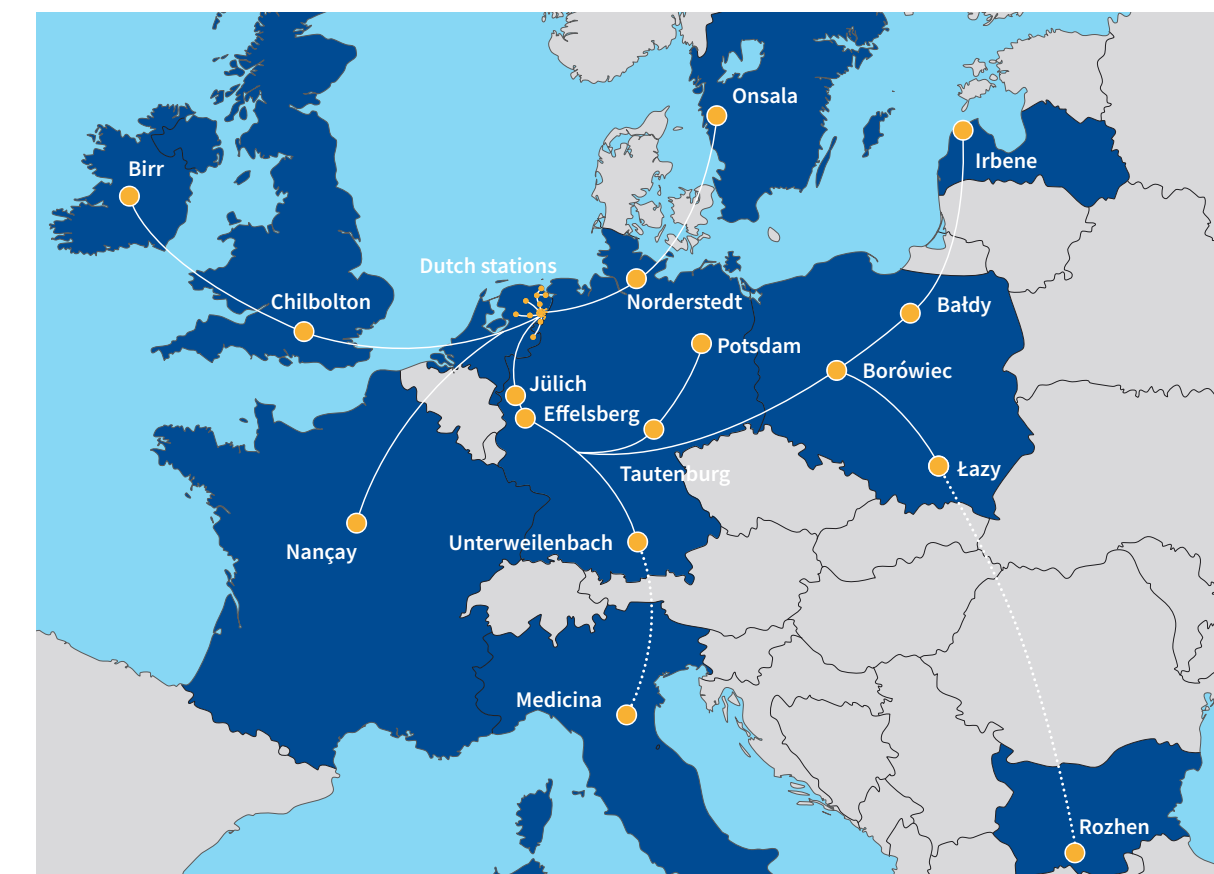 Onsala
Irbene
Birr
Dutch stations
Chilbolton
Norderstedt
Bałdy
Potsdam
Borówiec
Jülich
Effelsberg
Tautenburg
Łazy
Unterweilenbach
Nançay
Medicina
Rozhen